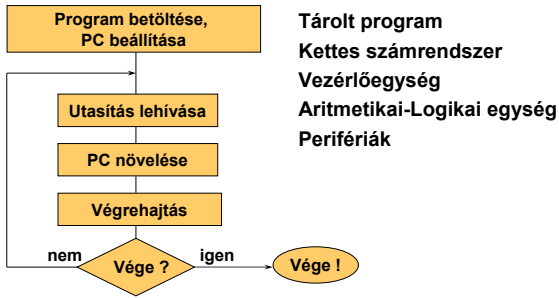 Program betöltése,
PC beállítása
Utasítás lehívása
PC növelése
Végrehajtás
nem
Vége ?
igen
Vége !
Tárolt program
Kettes számrendszer
Vezérlőegység
Aritmetikai-Logikai egység
Perifériák